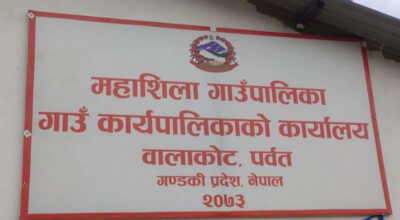 महाशिला गाउँपालिका
गाउँ कार्यपालिकाको कार्यालय
वालाकोट, पर्वत
गण्डकी प्रदेश, नेपाल
२०७३